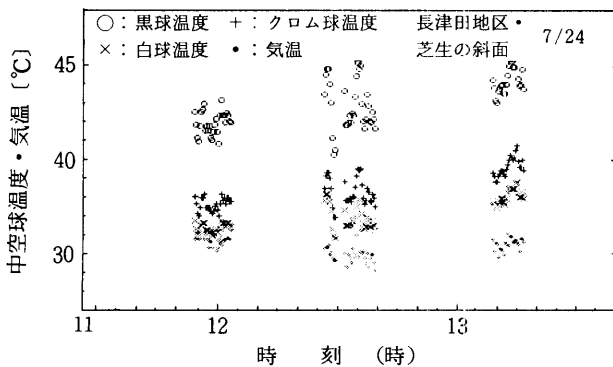 ○：黒球温度　＋：クロム球温度　長津田地区・
×：白球温度　•：気温　芝生の斜面
7/24
中空球温度・気温〔℃〕
45
40
30
11
12
13
時　刻　(時)